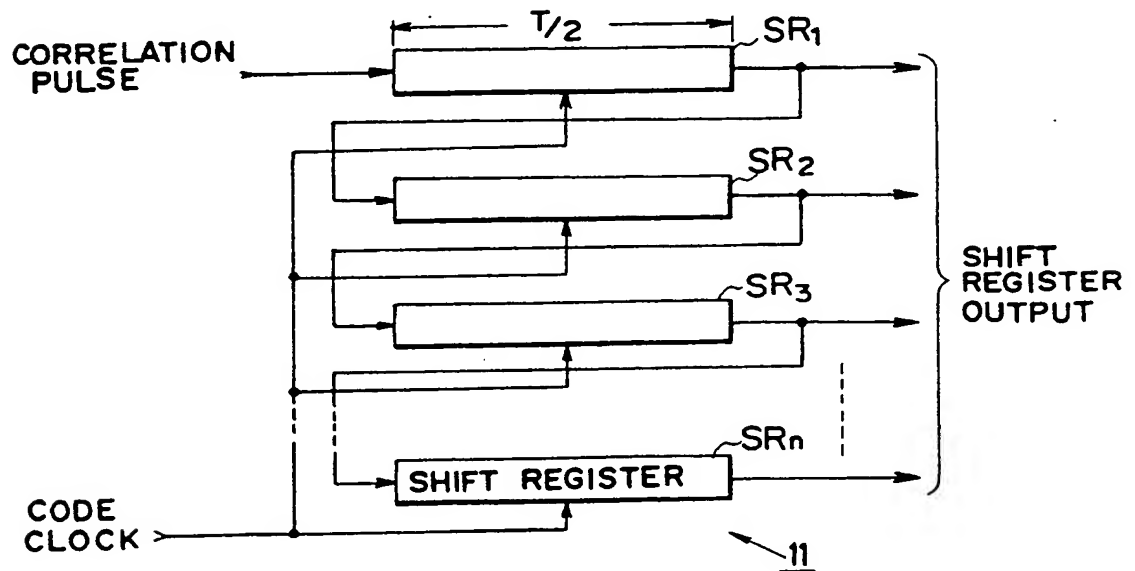 T/2
SR₁
CORRELATION
PULSE
SR₂
SR₃
SHIFT
REGISTER
OUTPUT
SRn
SHIFT REGISTER
CODE
CLOCK
11